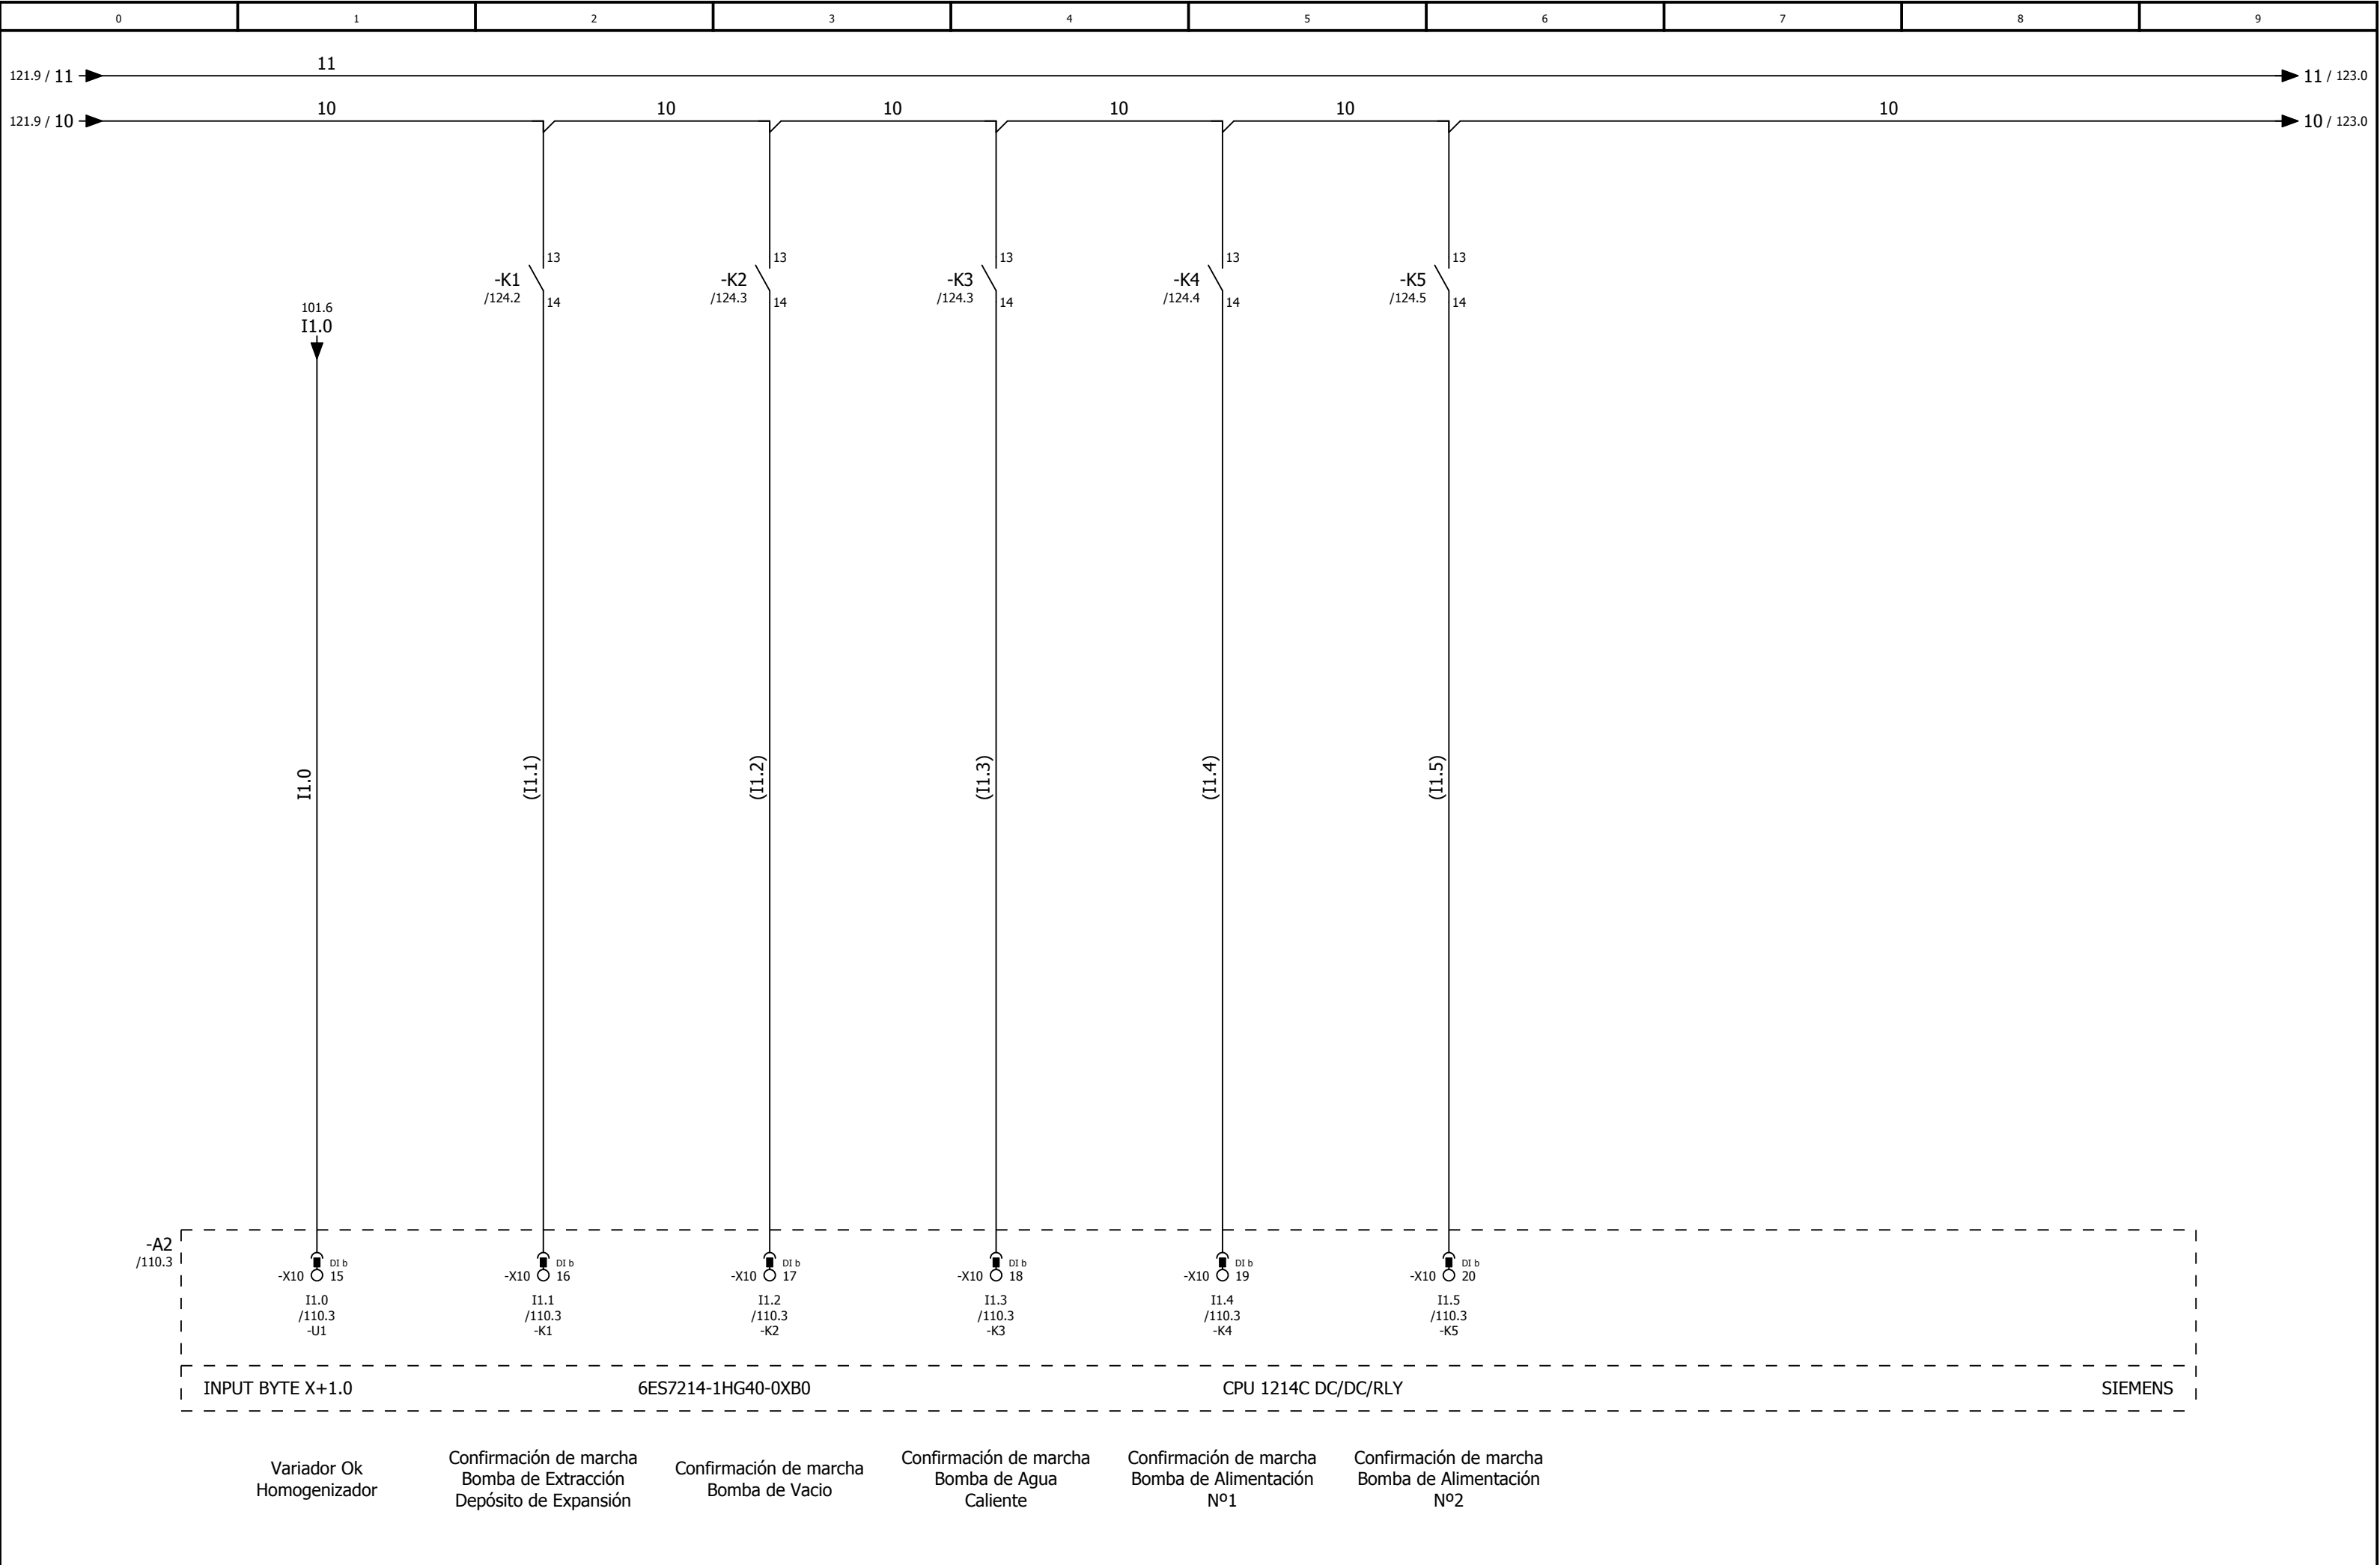 0 1 2 3 4 5 6 7 8 9
11
121.9 / 11
11 / 123.0
10 10 10 10 10 10
121.9 / 10
10 / 123.0
13 13 13 13 13
-K1 -K2 -K3 -K4 -K5
/124.2 /124.3 /124.3 /124.4 /124.5
14 14 14 14 14
101.6
I1.0
I1.0 (I1.1) (I1.2) (I1.3) (I1.4) (I1.5)
-A2
/110.3
DI b DI b DI b DI b DI b DI b
-X10 15 -X10 16 -X10 17 -X10 18 -X10 19 -X10 20
I1.0 I1.1 I1.2 I1.3 I1.4 I1.5
/110.3 /110.3 /110.3 /110.3 /110.3 /110.3
-U1 -K1 -K2 -K3 -K4 -K5
INPUT BYTE X+1.0 6ES7214-1HG40-0XB0 CPU 1214C DC/DC/RLY SIEMENS
Variador Ok
Homogenizador
Confirmación de marcha
Bomba de Extracción
Depósito de Expansión
Confirmación de marcha
Bomba de Vacio
Confirmación de marcha
Bomba de Agua
Caliente
Confirmación de marcha
Bomba de Alimentación
Nº1
Confirmación de marcha
Bomba de Alimentación
Nº2